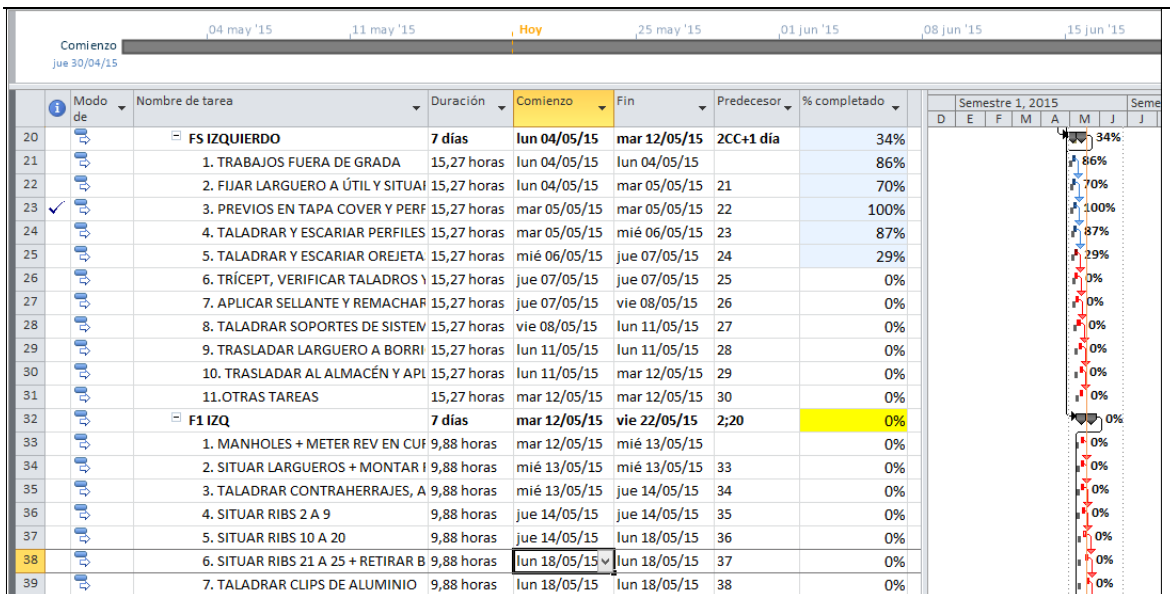 04 may '15 11 may '15 Hoy 25 may '15 01 jun '15 08 jun '15 15 jun '15
Comienzo
jue 30/04/15
Modo de Nombre de tarea Duración Comienzo Fin Predecesor % completado Semestre 1, 2015 Seme
D E F M A M J J
20 FS IZQUIERDO 7 días lun 04/05/15 mar 12/05/15 2CC+1 día 34% 34%
21 1. TRABAJOS FUERA DE GRADA 15,27 horas lun 04/05/15 lun 04/05/15 86% 86%
22 2. FIJAR LARGUERO A ÚTIL Y SITUAR 15,27 horas lun 04/05/15 mar 05/05/15 21 70% 70%
23 3. PREVIOS EN TAPA COVER Y PERF 15,27 horas mar 05/05/15 mar 05/05/15 22 100% 100%
24 4. TALADRAR Y ESCARIAR PERFILES 15,27 horas mar 05/05/15 mié 06/05/15 23 87% 87%
25 5. TALADRAR Y ESCARIAR OREJETA 15,27 horas mié 06/05/15 jue 07/05/15 24 29% 29%
26 6. TRÍCEPT, VERIFICAR TALADROS Y 15,27 horas jue 07/05/15 jue 07/05/15 25 0% 0%
27 7. APLICAR SELLANTE Y REMACHAR 15,27 horas jue 07/05/15 vie 08/05/15 26 0% 0%
28 8. TALADRAR SOPORTES DE SISTEM 15,27 horas vie 08/05/15 lun 11/05/15 27 0% 0%
29 9. TRASLADAR LARGUERO A BORRI 15,27 horas lun 11/05/15 lun 11/05/15 28 0% 0%
30 10. TRASLADAR AL ALMACÉN Y APL 15,27 horas lun 11/05/15 mar 12/05/15 29 0% 0%
31 11.OTRAS TAREAS 15,27 horas mar 12/05/15 mar 12/05/15 30 0% 0%
32 F1 IZQ 7 días mar 12/05/15 vie 22/05/15 2;20 0% 0%
33 1. MANHOLES + METER REV EN CUF 9,88 horas mar 12/05/15 mié 13/05/15 0% 0%
34 2. SITUAR LARGUEROS + MONTAR 9,88 horas mié 13/05/15 mié 13/05/15 33 0% 0%
35 3. TALADRAR CONTRAHERRAJES, A 9,88 horas mié 13/05/15 jue 14/05/15 34 0% 0%
36 4. SITUAR RIBS 2 A 9 9,88 horas jue 14/05/15 jue 14/05/15 35 0% 0%
37 5. SITUAR RIBS 10 A 20 9,88 horas jue 14/05/15 lun 18/05/15 36 0% 0%
38 6. SITUAR RIBS 21 A 25 + RETIRAR B 9,88 horas lun 18/05/15 lun 18/05/15 37 0% 0%
39 7. TALADRAR CLIPS DE ALUMINIO 9,88 horas lun 18/05/15 lun 18/05/15 38 0% 0%